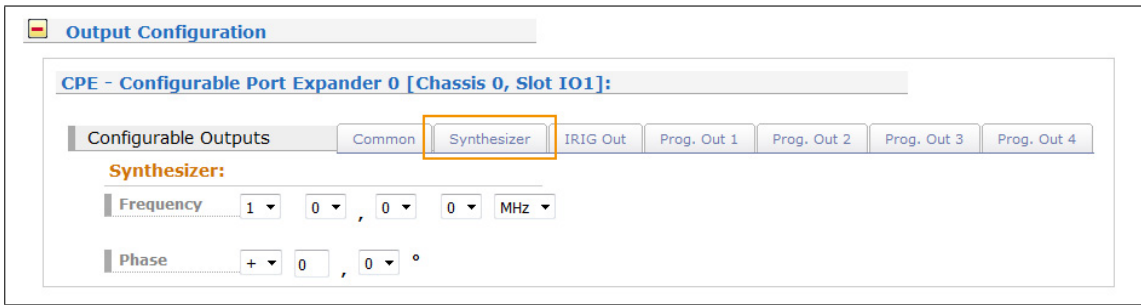 Output Configuration
CPE - Configurable Port Expander 0 [Chassis 0, Slot IO1]:
Configurable Outputs Common Synthesizer IRIG Out Prog. Out 1 Prog. Out 2 Prog. Out 3 Prog. Out 4
Synthesizer:
Frequency 1 0 , 0 0 MHz
Phase + 0 , 0 °